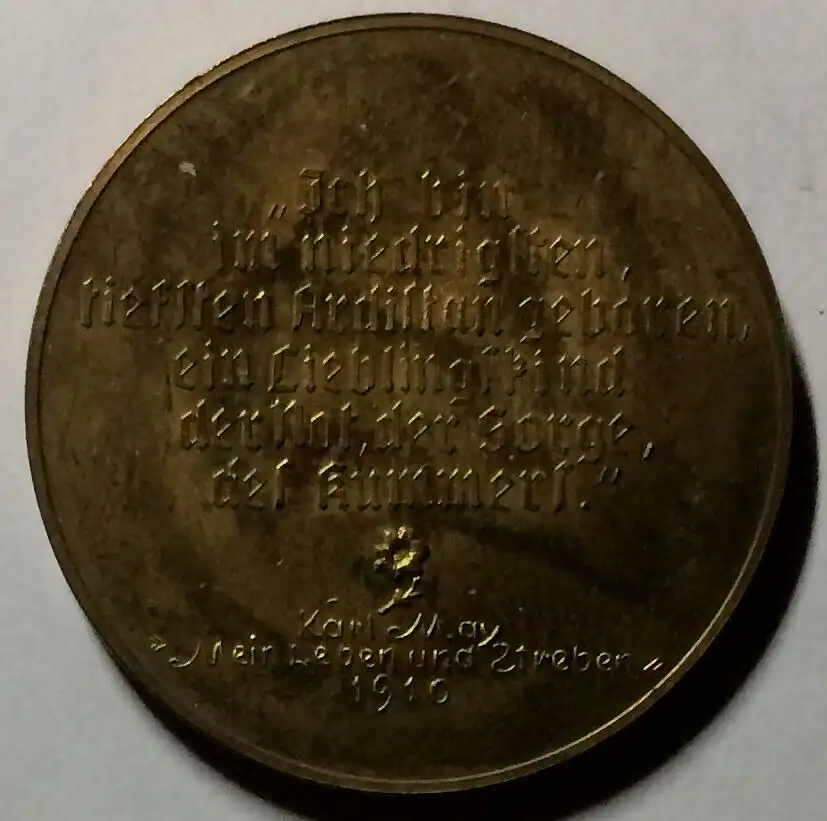 „Ich bin
im niedrigſten,
tiefſten Ardiſtan geboren,
ein Lieblingſkind
der Not, der Sorge,
deſ Kummerſ."
Karl May
"Mein Leben und Streben"
1910